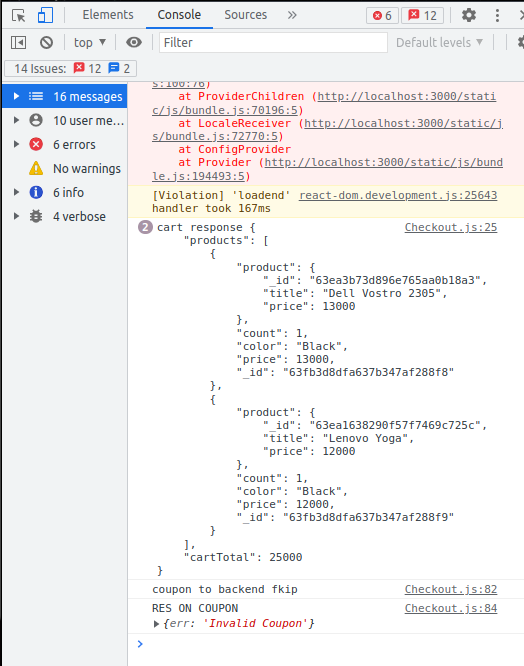 Elements Console Sources » 6 12
top Filter Default levels
14 Issues: 12 2
16 messages
10 user me...
6 errors
No warnings
6 info
4 verbose
s:100:76)
at ProviderChildren (http://localhost:3000/stati
c/js/bundle.js:70196:5)
at LocaleReceiver (http://localhost:3000/static/j
s/bundle.js:72770:5)
at ConfigProvider
at Provider (http://localhost:3000/static/js/bund
le.js:194493:5)
[Violation] 'loadend' react-dom.development.js:25643
handler took 167ms
2 cart response { Checkout.js:25
"products": [
{
"product": {
"_id": "63ea3b73d896e765aa0b18a3",
"title": "Dell Vostro 2305",
"price": 13000
},
"count": 1,
"color": "Black",
"price": 13000,
"_id": "63fb3d8dfa637b347af288f8"
},
{
"product": {
"_id": "63ea1638290f57f7469c725c",
"title": "Lenovo Yoga",
"price": 12000
},
"count": 1,
"color": "Black",
"price": 12000,
"_id": "63fb3d8dfa637b347af288f9"
}
],
"cartTotal": 25000
}
coupon to backend fkip Checkout.js:82
RES ON COUPON Checkout.js:84
{err: 'Invalid Coupon'}